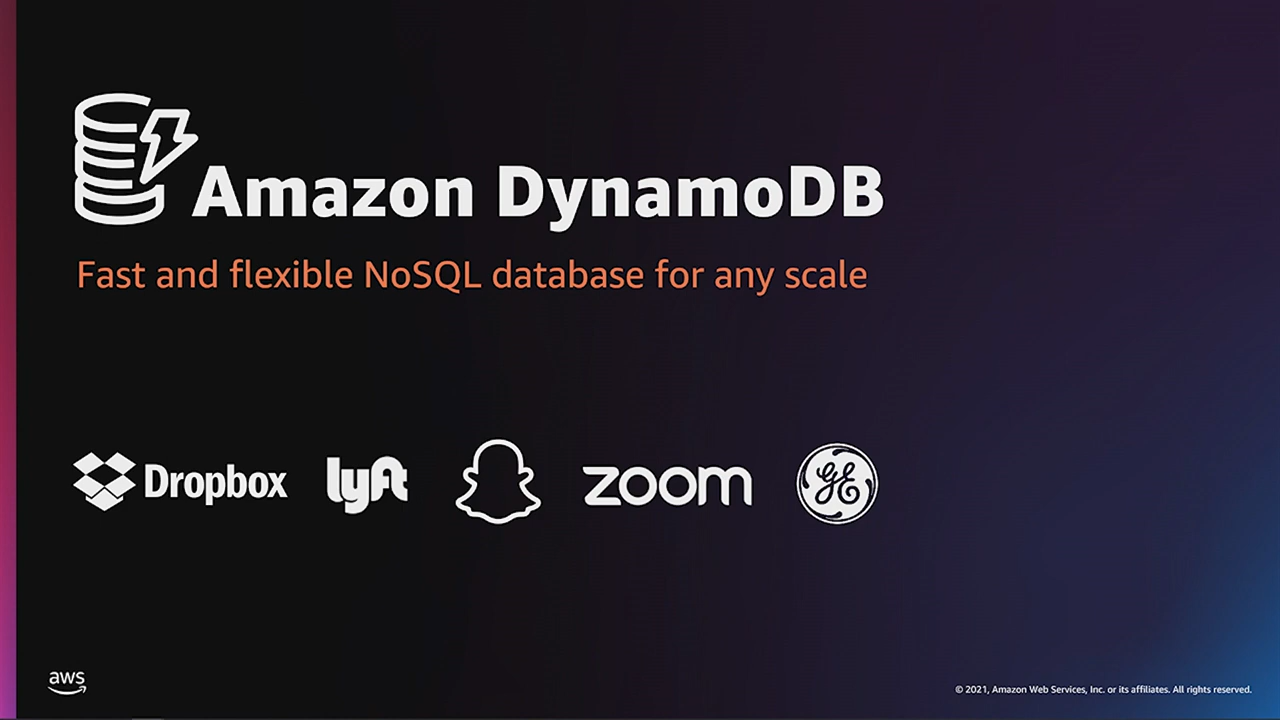 Amazon DynamoDB
Fast and flexible NoSQL database for any scale
Dropbox lyft zoom GE
aws
© 2021, Amazon Web Services, Inc. or its affiliates. All rights reserved.